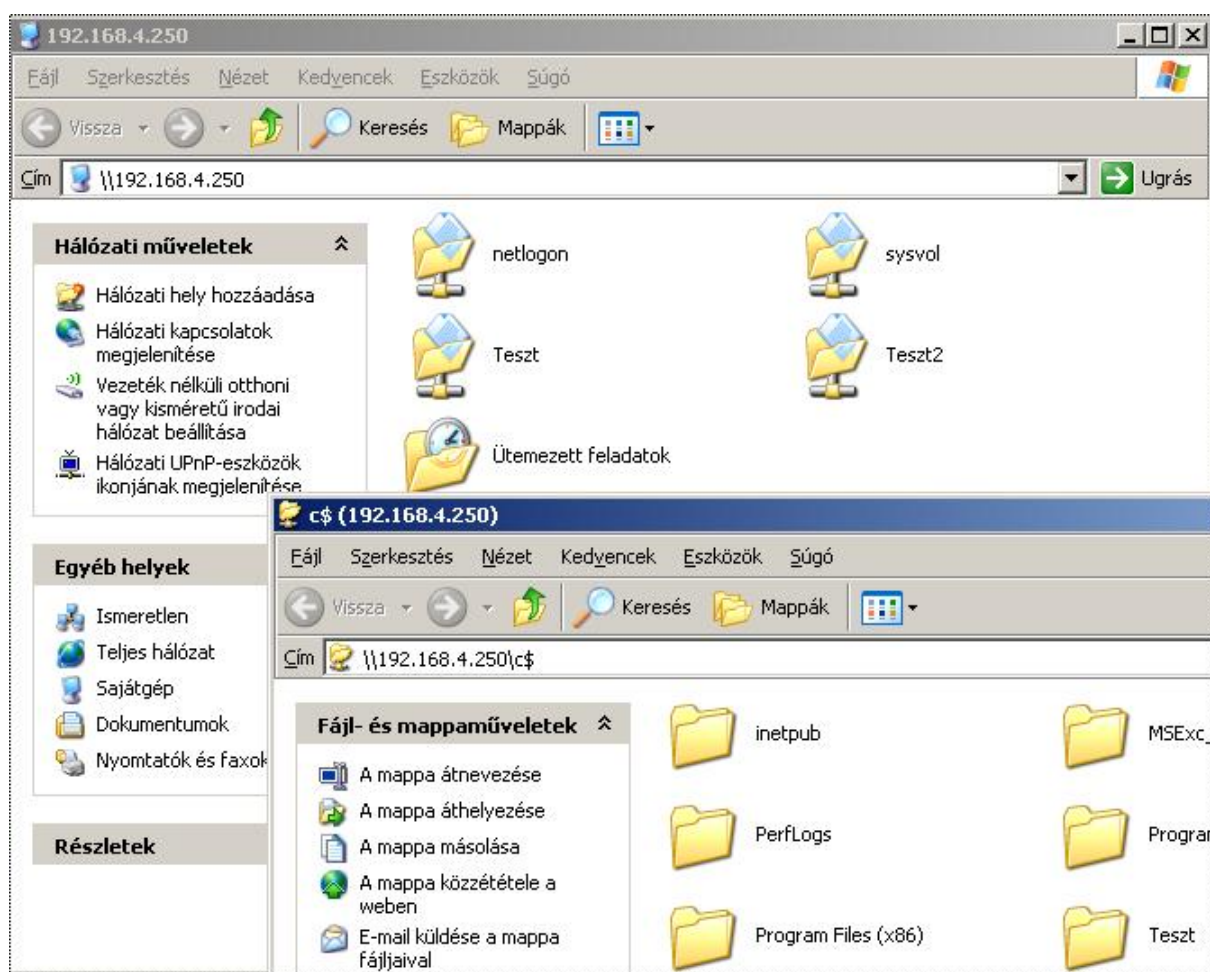 192.168.4.250
Fájl Szerkesztés Nézet Kedvencek Eszközök Súgó
Vissza Keresés Mappák
Cím \\192.168.4.250 Ugrás
Hálózati műveletek
Hálózati hely hozzáadása
Hálózati kapcsolatok
megjelenítése
Vezeték nélküli otthoni
vagy kisméretű irodai
hálózat beállítása
Hálózati UPnP-eszközök
ikonjának megjelenítése
Egyéb helyek
Ismeretlen
Teljes hálózat
Sajátgép
Dokumentumok
Nyomtatók és faxok
Részletek
netlogon
sysvol
Teszt
Teszt2
Ütemezett feladatok
c$ (192.168.4.250)
Fájl Szerkesztés Nézet Kedvencek Eszközök Súgó
Vissza Keresés Mappák
Cím \\192.168.4.250\c$
Fájl- és mappaműveletek
A mappa átnevezése
A mappa áthelyezése
A mappa másolása
A mappa közzététele a
weben
E-mail küldése a mappa
fájljaival
inetpub
MSExc_
PerfLogs
Program Files (x86)
Teszt